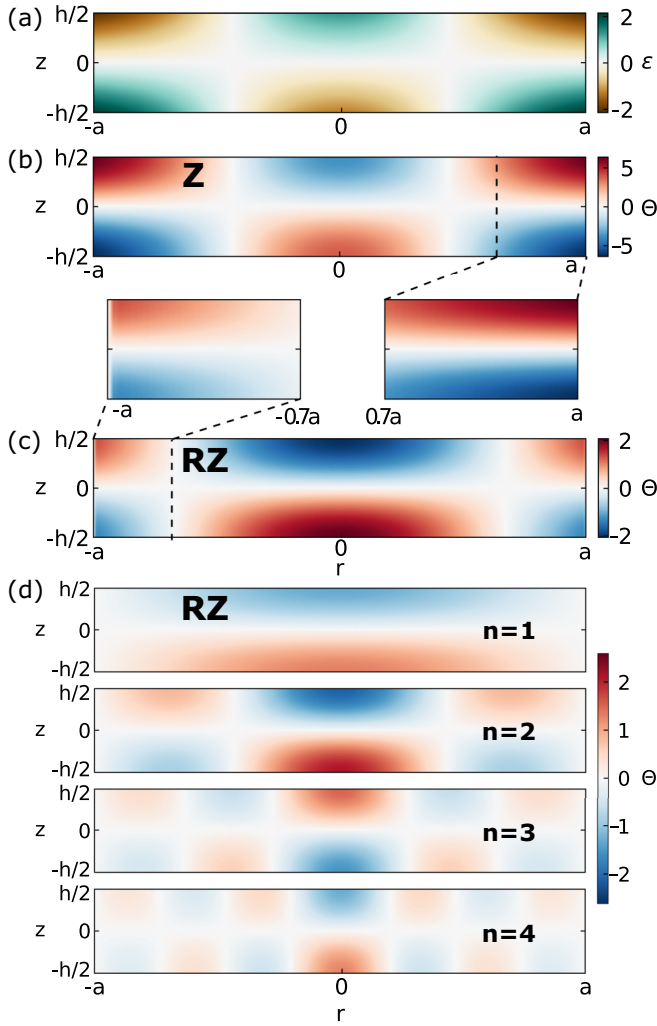 (a)
h/2
z
0
-h/2
-a
0
a
2
0
ε
−2
(b)
h/2
Z
z
0
-h/2
-a
0
a
5
0
Θ
−5
-a
-0.7a
0.7a
a
(c)
h/2
RZ
z
0
-h/2
-a
0
a
r
2
1
0
Θ
−1
−2
(d)
h/2
RZ
z
0
n=1
-h/2
h/2
z
0
n=2
-h/2
h/2
z
0
n=3
-h/2
h/2
z
0
n=4
-h/2
-a
0
a
r
2
1
0
Θ
−1
−2